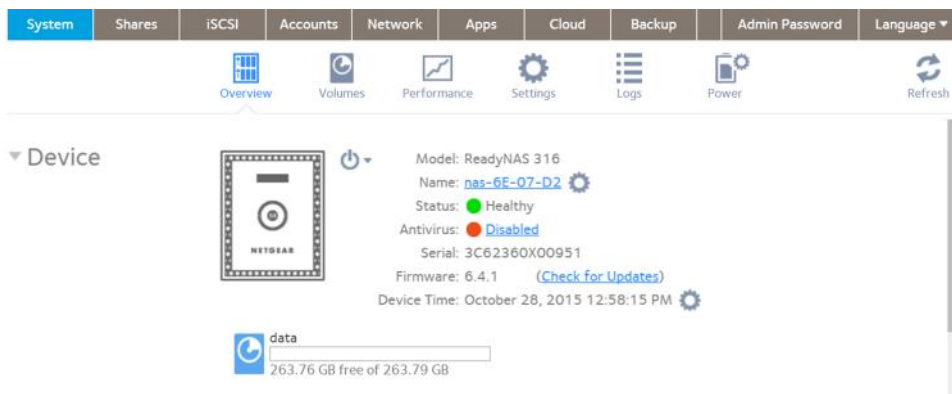 System Shares iSCSI Accounts Network Apps Cloud Backup Admin Password Language
Overview Volumes Performance Settings Logs Power Refresh
Device
NETGEAR
Model: ReadyNAS 316
Name: nas-6E-07-D2
Status: Healthy
Antivirus: Disabled
Serial: 3C62360X00951
Firmware: 6.4.1 (Check for Updates)
Device Time: October 28, 2015 12:58:15 PM
data
263.76 GB free of 263.79 GB